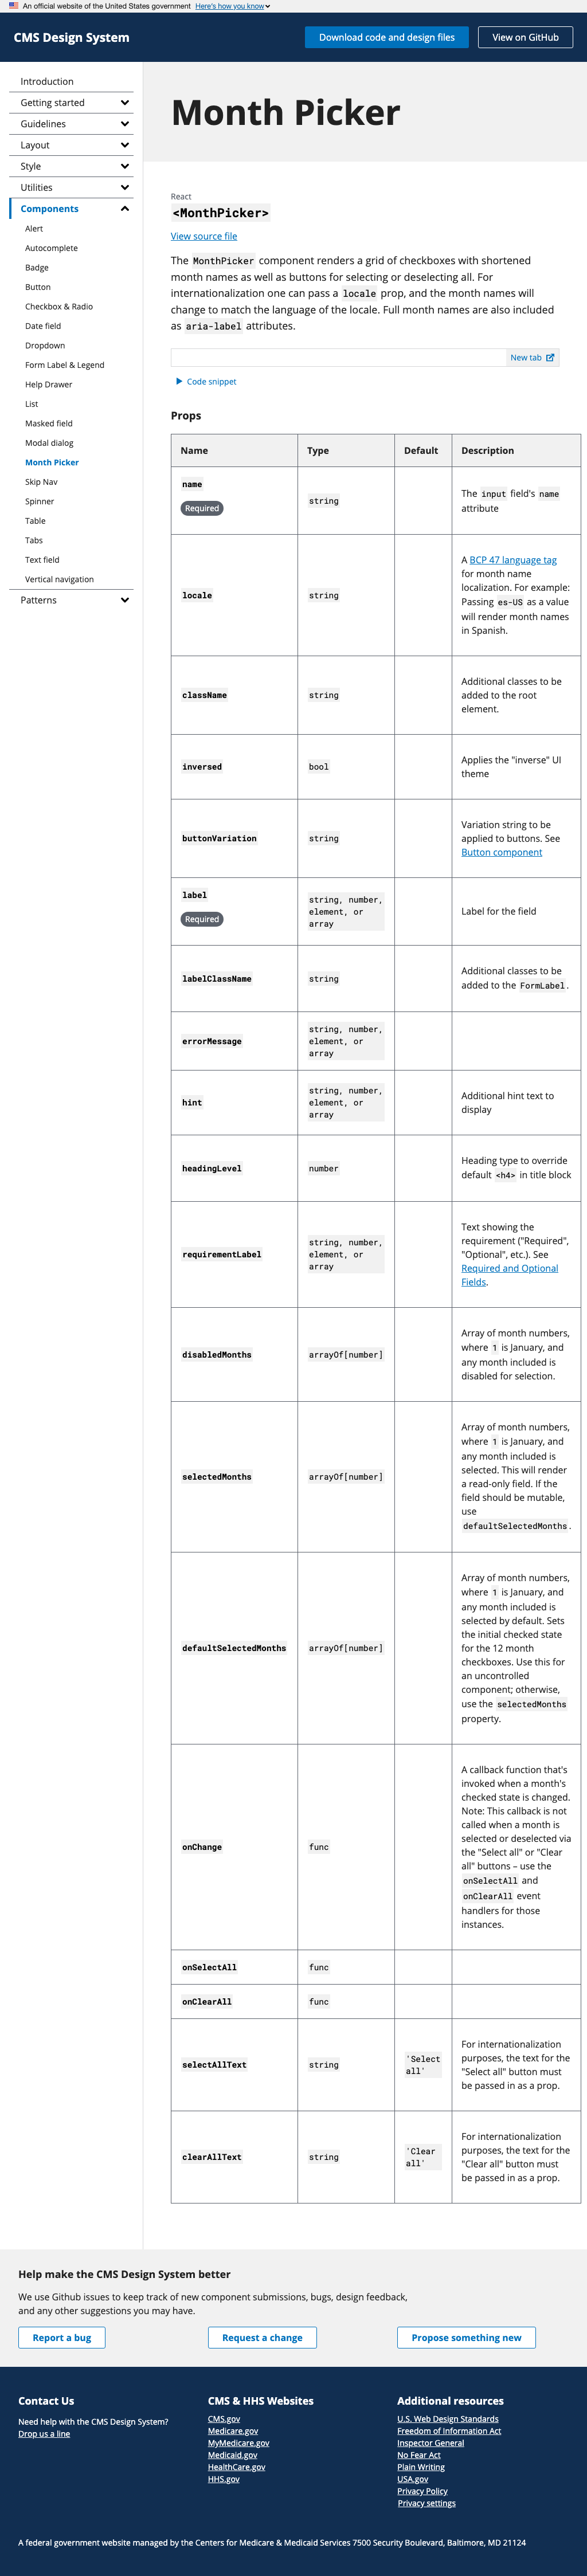 An official website of the United States government Here's how you know
CMS Design System
Download code and design files
View on GitHub
Introduction
Getting started
Guidelines
Layout
Style
Utilities
Components
Alert
Autocomplete
Badge
Button
Checkbox & Radio
Date field
Dropdown
Form Label & Legend
Help Drawer
List
Masked field
Modal dialog
Month Picker
Skip Nav
Spinner
Table
Tabs
Text field
Vertical navigation
Patterns
Month Picker
React
<MonthPicker>
View source file
The MonthPicker component renders a grid of checkboxes with shortened
month names as well as buttons for selecting or deselecting all. For
internationalization one can pass a locale prop, and the month names will
change to match the language of the locale. Full month names are also included
as aria-label attributes.
New tab
Code snippet
Props
Name Type Default Description
name
Required
string
The input field's name
attribute
locale
string
A BCP 47 language tag
for month name
localization. For example:
Passing es-US as a value
will render month names
in Spanish.
className
string
Additional classes to be
added to the root
element.
inversed
bool
Applies the "inverse" UI
theme
buttonVariation
string
Variation string to be
applied to buttons. See
Button component
label
Required
string, number,
element, or
array
Label for the field
labelClassName
string
Additional classes to be
added to the FormLabel.
errorMessage
string, number,
element, or
array
hint
string, number,
element, or
array
Additional hint text to
display
headingLevel
number
Heading type to override
default <h4> in title block
requirementLabel
string, number,
element, or
array
Text showing the
requirement ("Required",
"Optional", etc.). See
Required and Optional
Fields.
disabledMonths
arrayOf[number]
Array of month numbers,
where 1 is January, and
any month included is
disabled for selection.
selectedMonths
arrayOf[number]
Array of month numbers,
where 1 is January, and
any month included is
selected. This will render
a read-only field. If the
field should be mutable,
use
defaultSelectedMonths.
defaultSelectedMonths
arrayOf[number]
Array of month numbers,
where 1 is January, and
any month included is
selected by default. Sets
the initial checked state
for the 12 month
checkboxes. Use this for
an uncontrolled
component; otherwise,
use the selectedMonths
property.
onChange
func
A callback function that's
invoked when a month's
checked state is changed.
Note: This callback is not
called when a month is
selected or deselected via
the "Select all" or "Clear
all" buttons – use the
onSelectAll and
onClearAll event
handlers for those
instances.
onSelectAll
func
onClearAll
func
selectAllText
string
'Select
all'
For internationalization
purposes, the text for the
"Select all" button must
be passed in as a prop.
clearAllText
string
'Clear
all'
For internationalization
purposes, the text for the
"Clear all" button must
be passed in as a prop.
Help make the CMS Design System better
We use Github issues to keep track of new component submissions, bugs, design feedback,
and any other suggestions you may have.
Report a bug
Request a change
Propose something new
Contact Us
Need help with the CMS Design System?
Drop us a line
CMS & HHS Websites
CMS.gov
Medicare.gov
MyMedicare.gov
Medicaid.gov
HealthCare.gov
HHS.gov
Additional resources
U.S. Web Design Standards
Freedom of Information Act
Inspector General
No Fear Act
Plain Writing
USA.gov
Privacy Policy
Privacy settings
A federal government website managed by the Centers for Medicare & Medicaid Services 7500 Security Boulevard, Baltimore, MD 21124